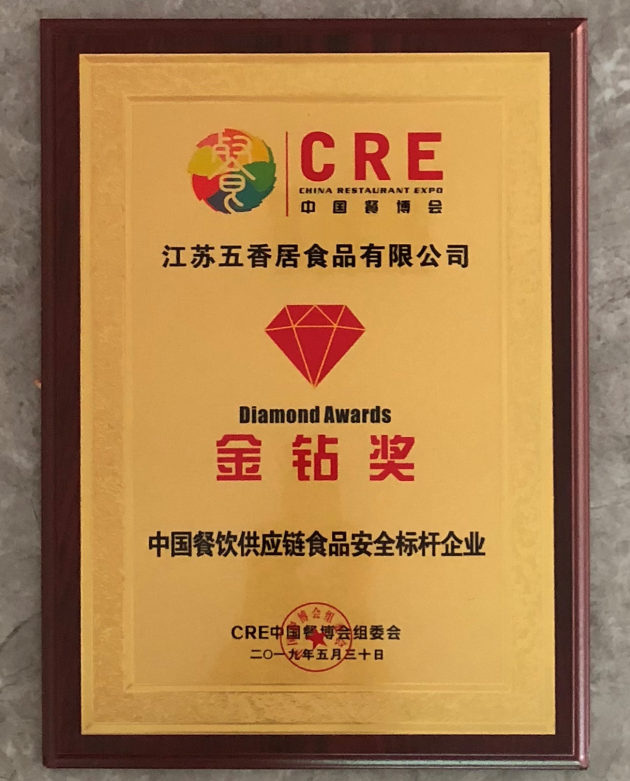 餐
CRE
CHINA RESTAURANT EXPO
中国餐博会
江苏五香居食品有限公司
Diamond Awards
金钻奖
中国餐饮供应链食品安全标杆企业
CRE中国餐博会组委会
二〇一九年五月三十日